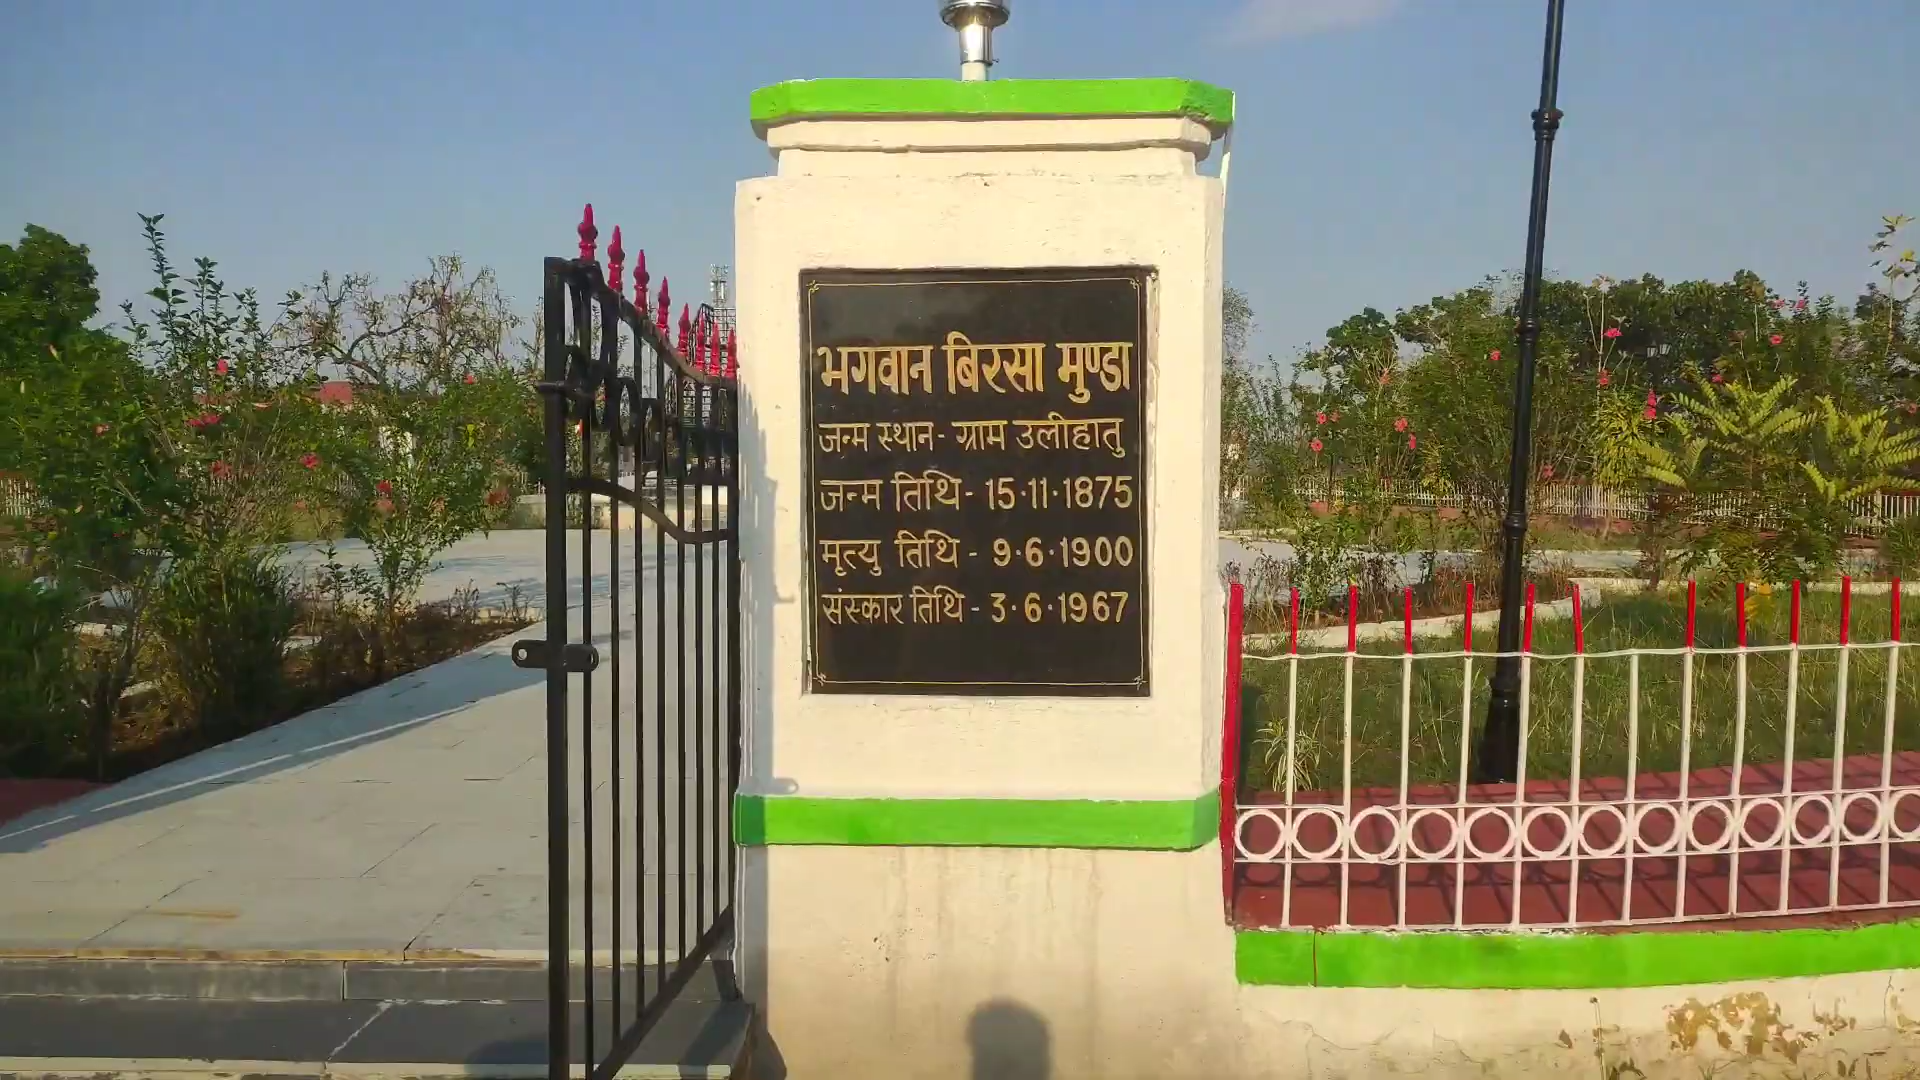 भगवान बिरसा मुण्डा
जन्म स्थान - ग्राम उलीहातु
जन्म तिथि - 15·11·1875
मृत्यु तिथि - 9·6·1900
संस्कार तिथि - 3·6·1967